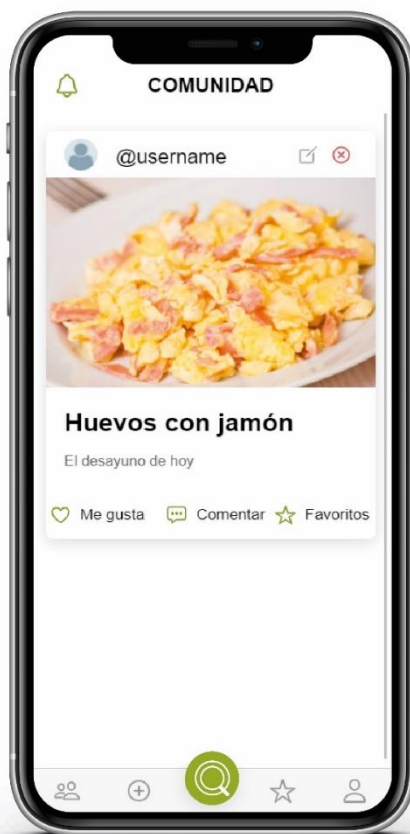 COMUNIDAD
@username
Huevos con jamón
El desayuno de hoy
Me gusta Comentar Favoritos